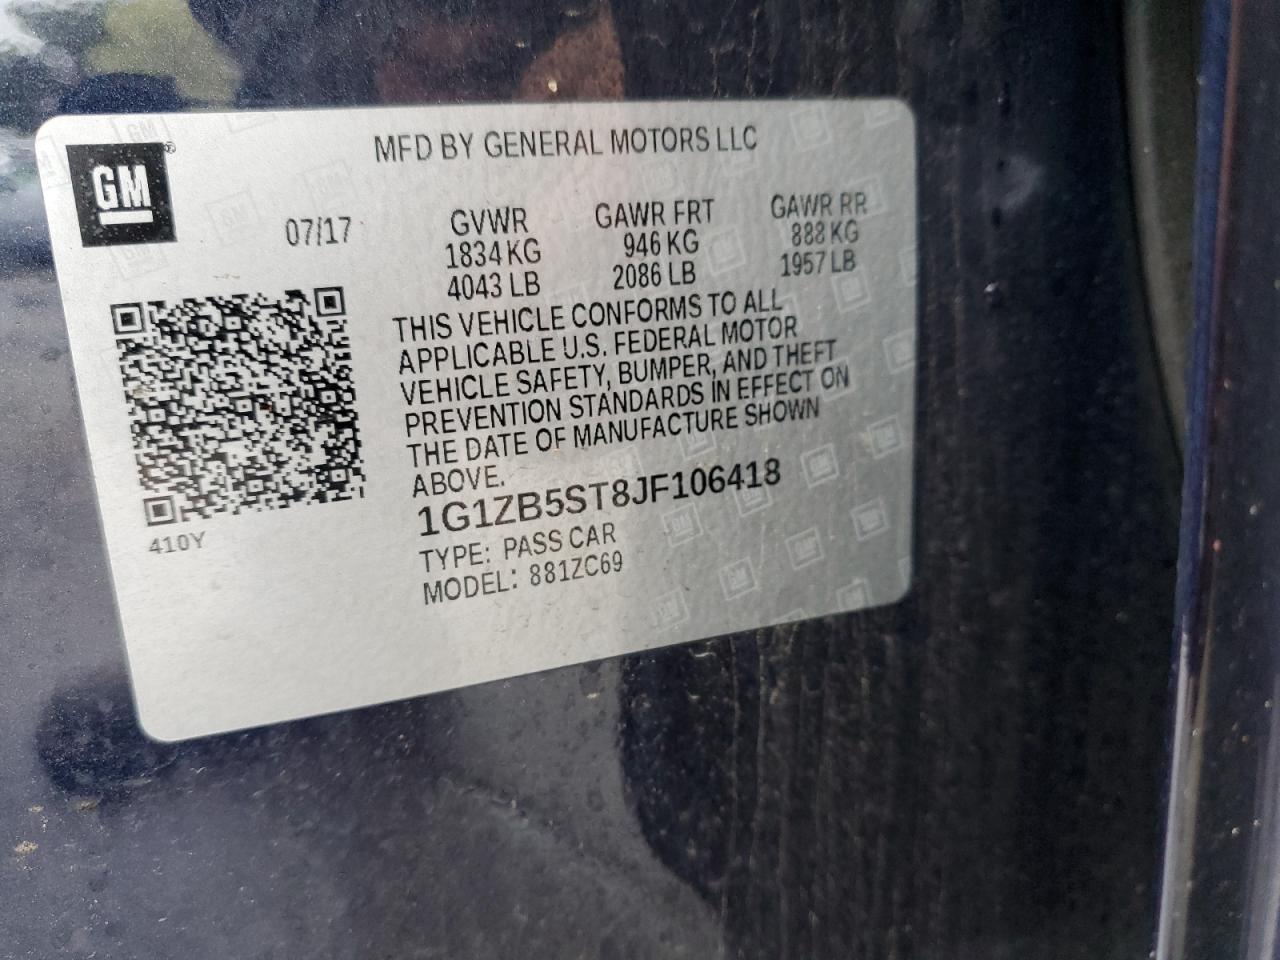 MFD BY GENERAL MOTORS LLC
GM®
07/17
GVWR GAWR FRT GAWR RR
1834 KG 946 KG 888 KG
4043 LB 2086 LB 1957 LB
THIS VEHICLE CONFORMS TO ALL
APPLICABLE U.S. FEDERAL MOTOR
VEHICLE SAFETY, BUMPER, AND THEFT
PREVENTION STANDARDS IN EFFECT ON
THE DATE OF MANUFACTURE SHOWN
ABOVE.
1G1ZB5ST8JF106418
410Y
TYPE: PASS CAR
MODEL: 881ZC69